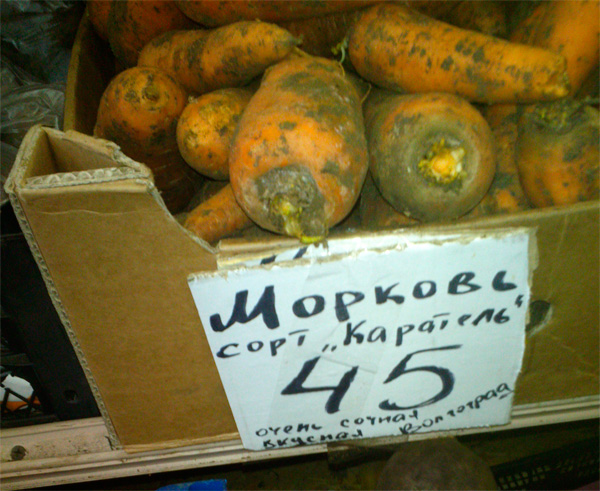 Морковь
сорт „Каратель"
45
очень сочная
вкусная Волгоград